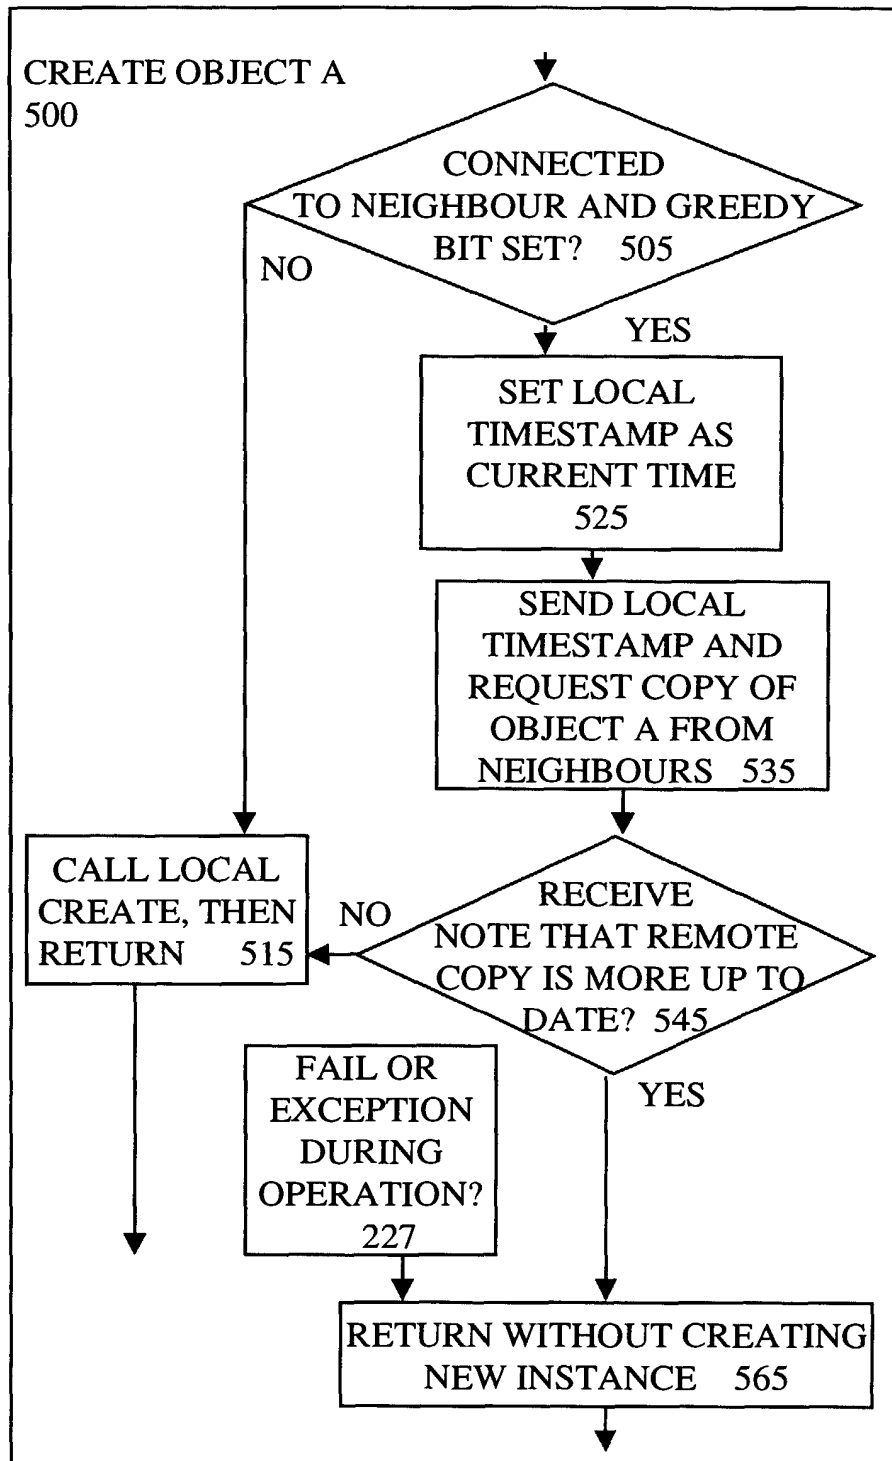 CREATE OBJECT A
500
CONNECTED
TO NEIGHBOUR AND GREEDY
BIT SET? 505
NO
YES
SET LOCAL
TIMESTAMP AS
CURRENT TIME
525
SEND LOCAL
TIMESTAMP AND
REQUEST COPY OF
OBJECT A FROM
NEIGHBOURS 535
CALL LOCAL
CREATE, THEN
RETURN 515
NO
RECEIVE
NOTE THAT REMOTE
COPY IS MORE UP TO
DATE? 545
YES
FAIL OR
EXCEPTION
DURING
OPERATION?
227
RETURN WITHOUT CREATING
NEW INSTANCE 565